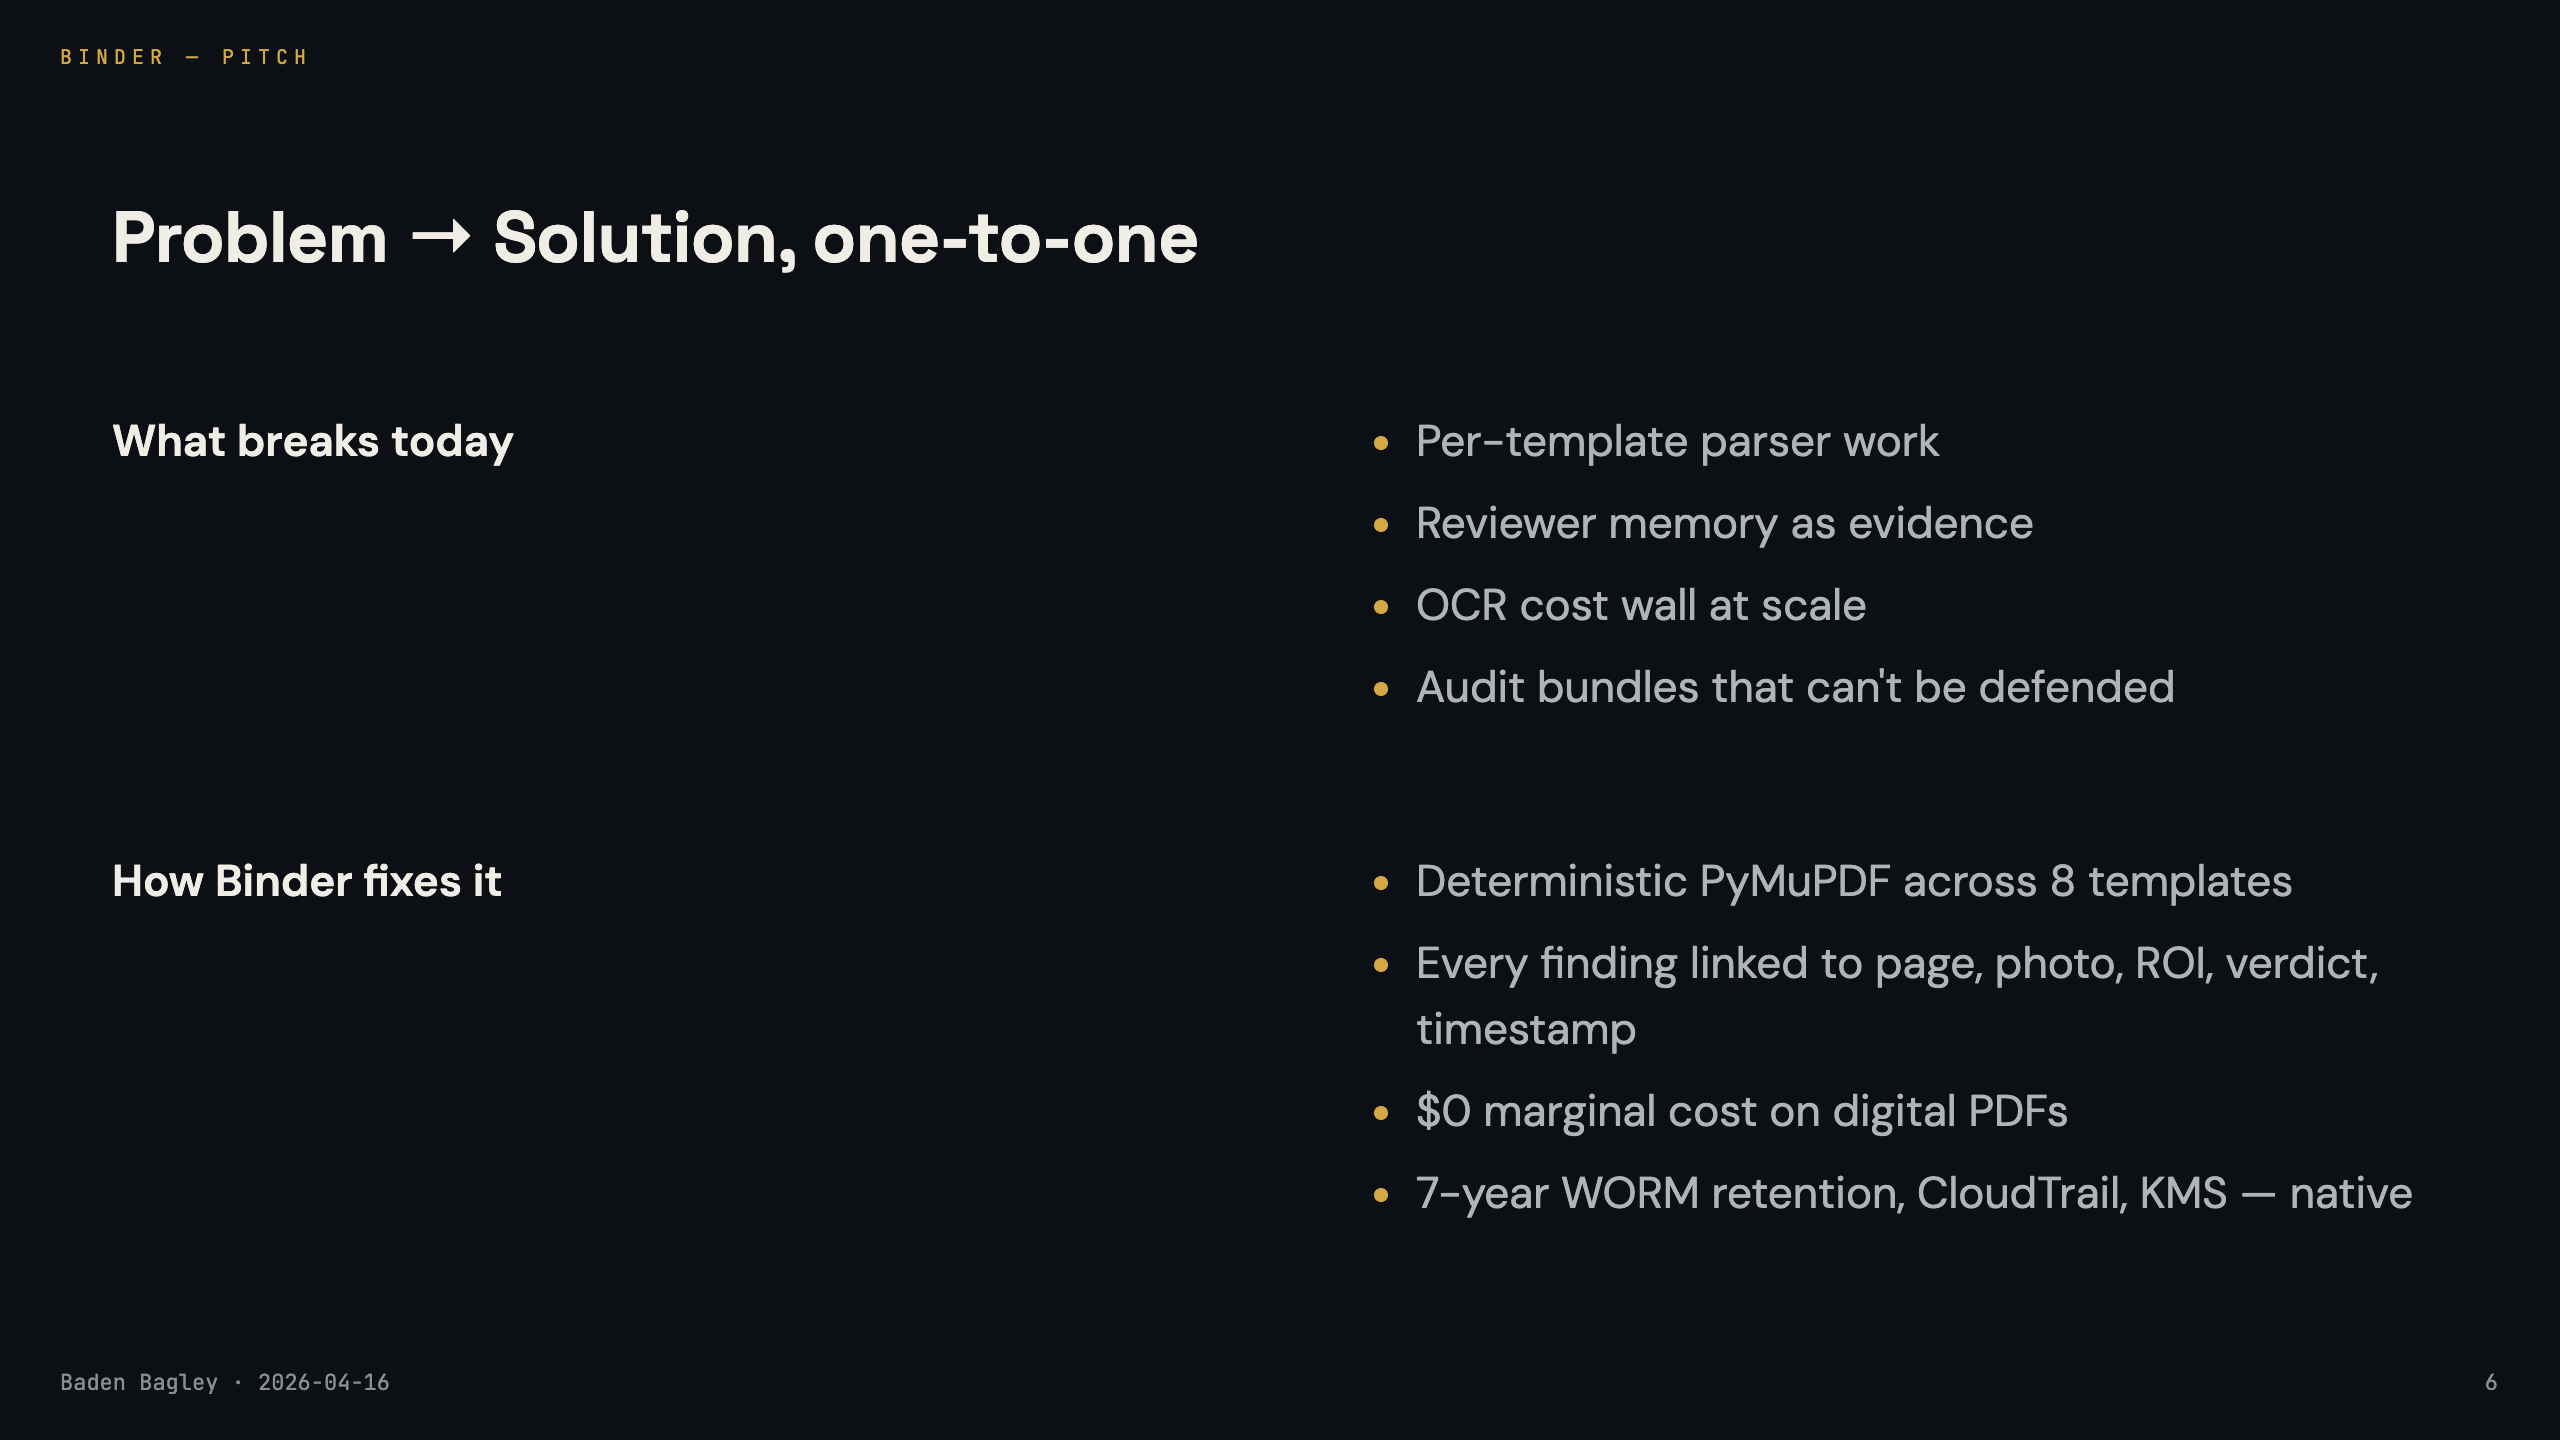 BINDER — PITCH
Problem → Solution, one-to-one
What breaks today
• Per-template parser work
• Reviewer memory as evidence
• OCR cost wall at scale
• Audit bundles that can't be defended
How Binder fixes it
• Deterministic PyMuPDF across 8 templates
• Every finding linked to page, photo, ROI, verdict,
timestamp
• $0 marginal cost on digital PDFs
• 7-year WORM retention, CloudTrail, KMS — native
Baden Bagley · 2026-04-16
6